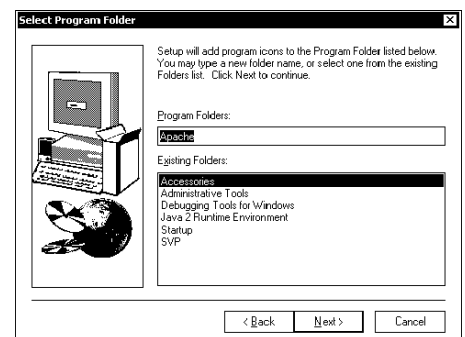 Select Program Folder
Setup will add program icons to the Program Folder listed below.
You may type a new folder name, or select one from the existing
Folders list. Click Next to continue.
Program Folders:
Apache
Existing Folders:
Accessories
Administrative Tools
Debugging Tools for Windows
Java 2 Runtime Environment
Startup
SVP
< Back
Next >
Cancel